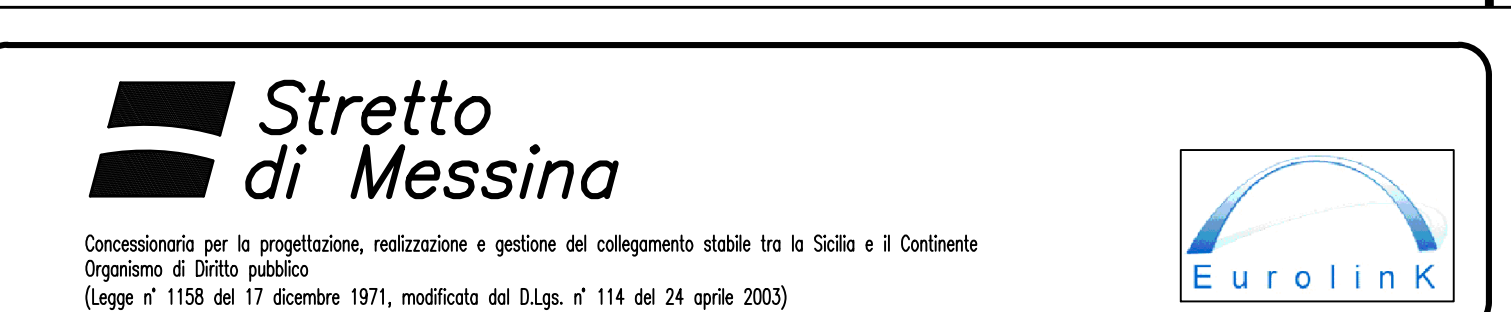 Stretto
di Messina
Concessionaria per la progettazione, realizzazione e gestione del collegamento stabile tra la Sicilia e il Continente
Organismo di Diritto pubblico
(Legge n° 1158 del 17 dicembre 1971, modificata dal D.Lgs. n° 114 del 24 aprile 2003)
EurolinK